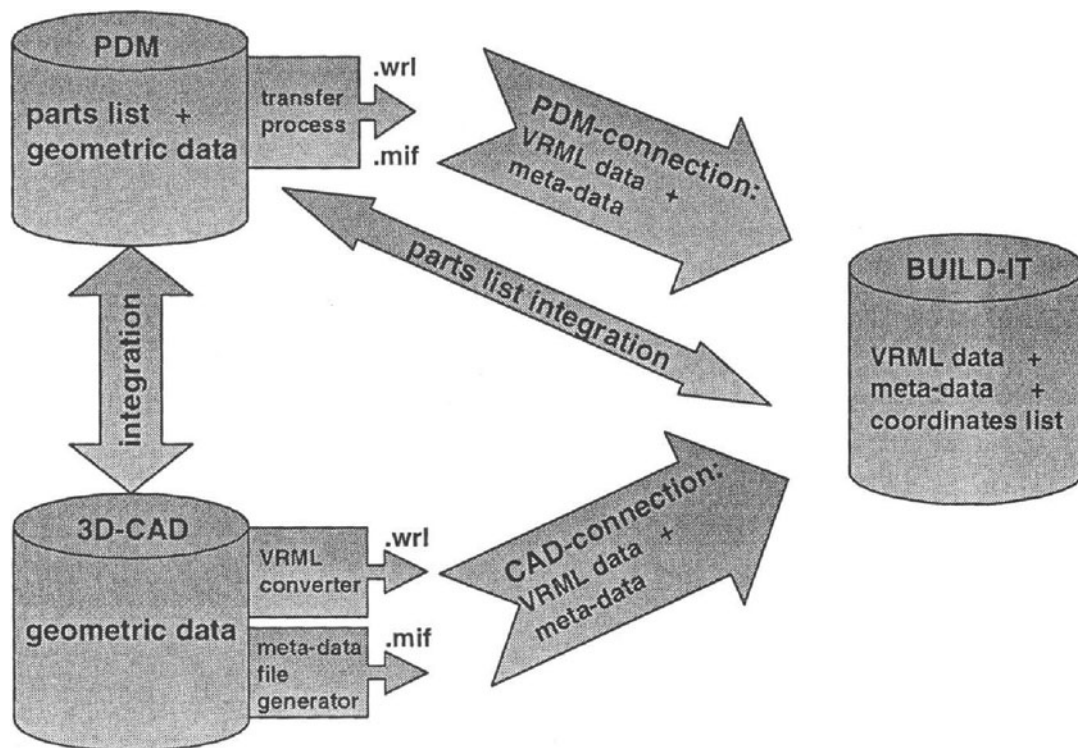 PDM
parts list +
geometric data
transfer
process
.wrl
.mif
PDM-connection:
VRML data +
meta-data
parts list integration
integration
BUILD-IT
VRML data +
meta-data +
coordinates list
3D-CAD
geometric data
VRML
converter
.wrl
meta-data
file
generator
.mif
CAD-connection:
VRML data +
meta-data